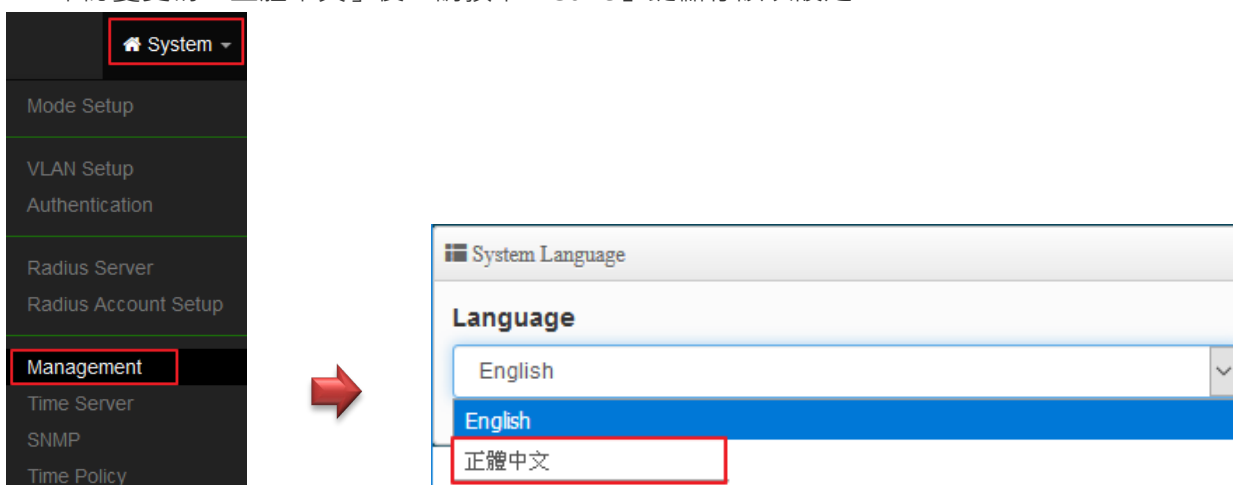 System
Mode Setup
VLAN Setup
Authentication
Radius Server
Radius Account Setup
Management
Time Server
SNMP
Time Policy
System Language
Language
English
English
正體中文